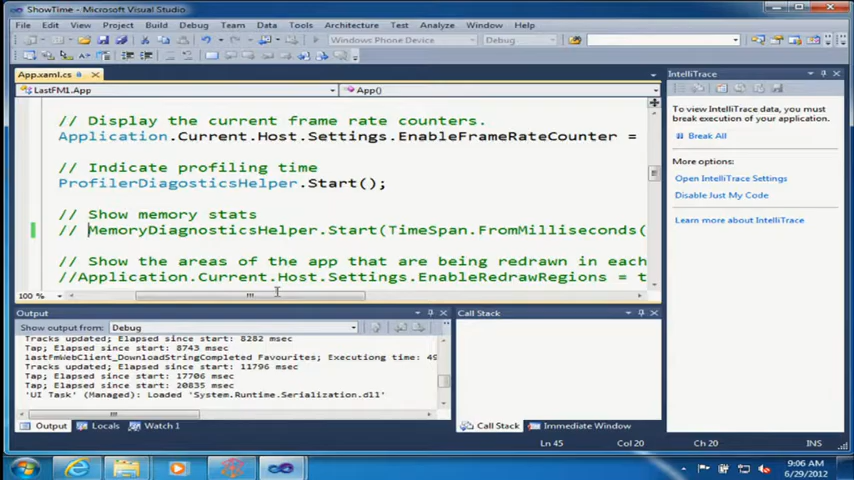 ShowTime - Microsoft Visual Studio
File Edit View Project Build Debug Team Data Tools Architecture Test Analyze Window Help
Windows Phone Device Debug
App.xaml.cs
LastFM1.App App()
// Display the current frame rate counters.
Application.Current.Host.Settings.EnableFrameRateCounter =
// Indicate profiling time
ProfilerDiagosticsHelper.Start();
// Show memory stats
// MemoryDiagnosticsHelper.Start(TimeSpan.FromMilliseconds(
// Show the areas of the app that are being redrawn in each
//Application.Current.Host.Settings.EnableRedrawRegions = t
100 %
IntelliTrace
To view IntelliTrace data, you must
break execution of your application.
Break All
More options:
Open IntelliTrace Settings
Disable Just My Code
Learn more about IntelliTrace
Output
Show output from: Debug
Tracks updated; Elapsed since start: 8282 msec
Tap; Elapsed since start: 8743 msec
lastFmWebClient_DownloadStringCompleted Favourites; Executiong time: 49
Tracks updated; Elapsed since start: 11796 msec
Tap; Elapsed since start: 17706 msec
Tap; Elapsed since start: 20835 msec
'UI Task' (Managed): Loaded 'System.Runtime.Serialization.dll'
Output Locals Watch 1
Call Stack
Call Stack Immediate Window
Ln 45 Col 20 Ch 20 INS
9:06 AM
6/29/2012